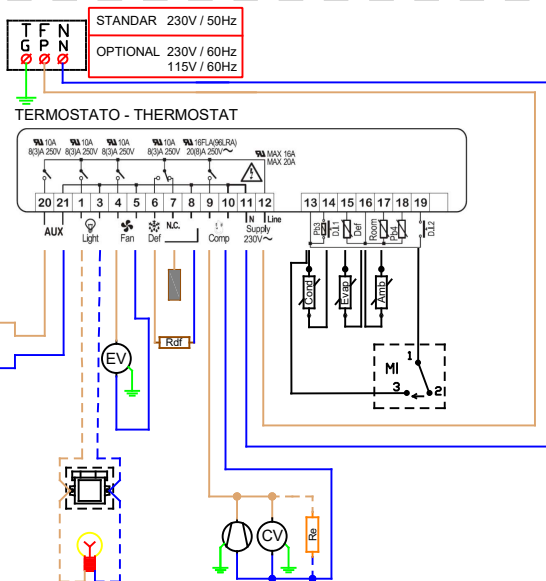 T F N
G P N
STANDAR 230V / 50Hz
OPTIONAL 230V / 60Hz
115V / 60Hz
TERMOSTATO - THERMOSTAT
10A 10A 10A 10A 16FLA(96LRA)
8(3)A 250V 8(3)A 250V 8(3)A 250V 8(3)A 250V 20(8)A 250V~
MAX 16A
MAX 20A
20 21 1 3 4 5 6 7 8 9 10 11 12 13 14 15 16 17 18 19
AUX Light Fan Def N.C. Comp
N Line
Supply
230V~
Pb3 D.I.1 Def Room Pb4 D.I.2
Cond Evap Amb
Rdf
EV
MI
1
3
2
CV
Re